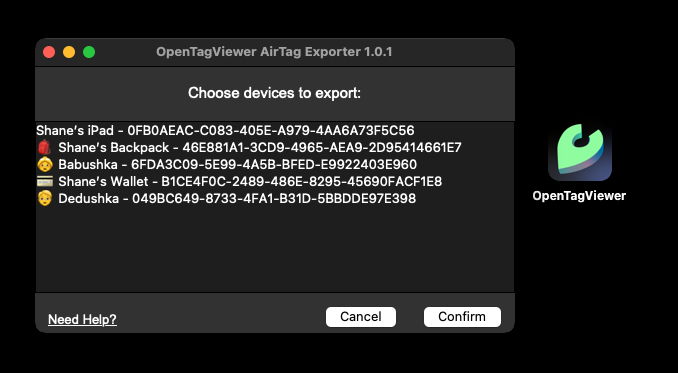 OpenTagViewer AirTag Exporter 1.0.1
Choose devices to export:
Shane's iPad - 0FB0AEAC-C083-405E-A979-4AA6A73F5C56
🎒 Shane's Backpack - 46E881A1-3CD9-4965-AEA9-2D95414661E7
👵 Babushka - 6FDA3C09-5E99-4A5B-BFED-E9922403E960
💳 Shane's Wallet - B1CE4F0C-2489-486E-8295-45690FACF1E8
👴 Dedushka - 049BC649-8733-4FA1-B31D-5BBDDE97E398
OpenTagViewer
Need Help?
Cancel
Confirm